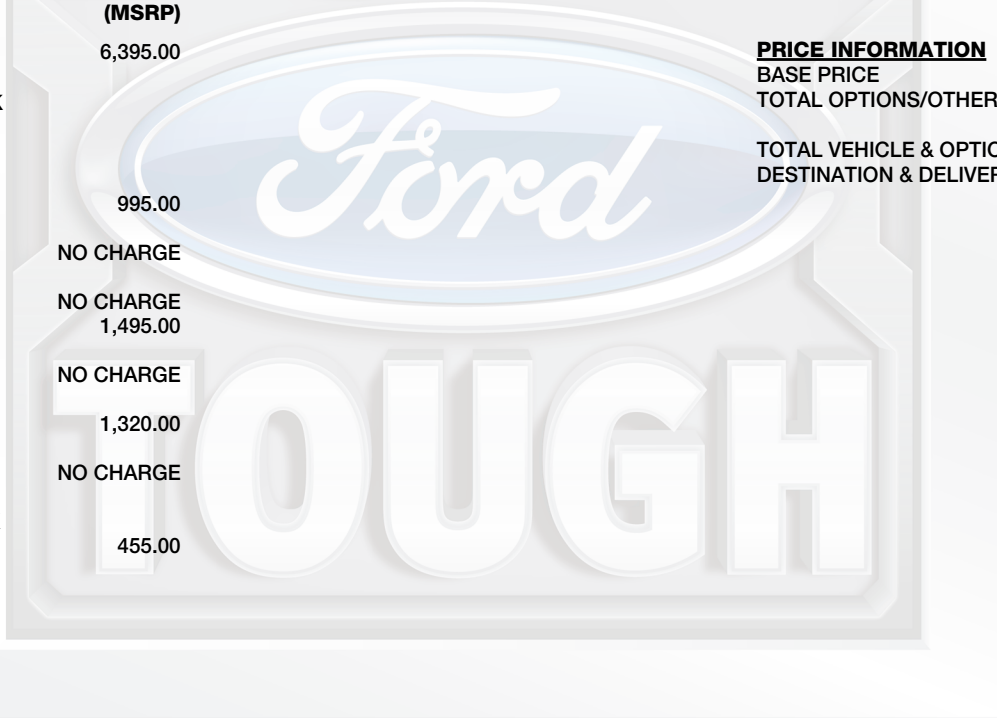 (MSRP)
6,395.00
995.00
NO CHARGE
NO CHARGE
1,495.00
NO CHARGE
1,320.00
NO CHARGE
455.00
PRICE INFORMATION
BASE PRICE
TOTAL OPTIONS/OTHER
TOTAL VEHICLE & OPTIO
DESTINATION & DELIVER
Ford
TOUGH